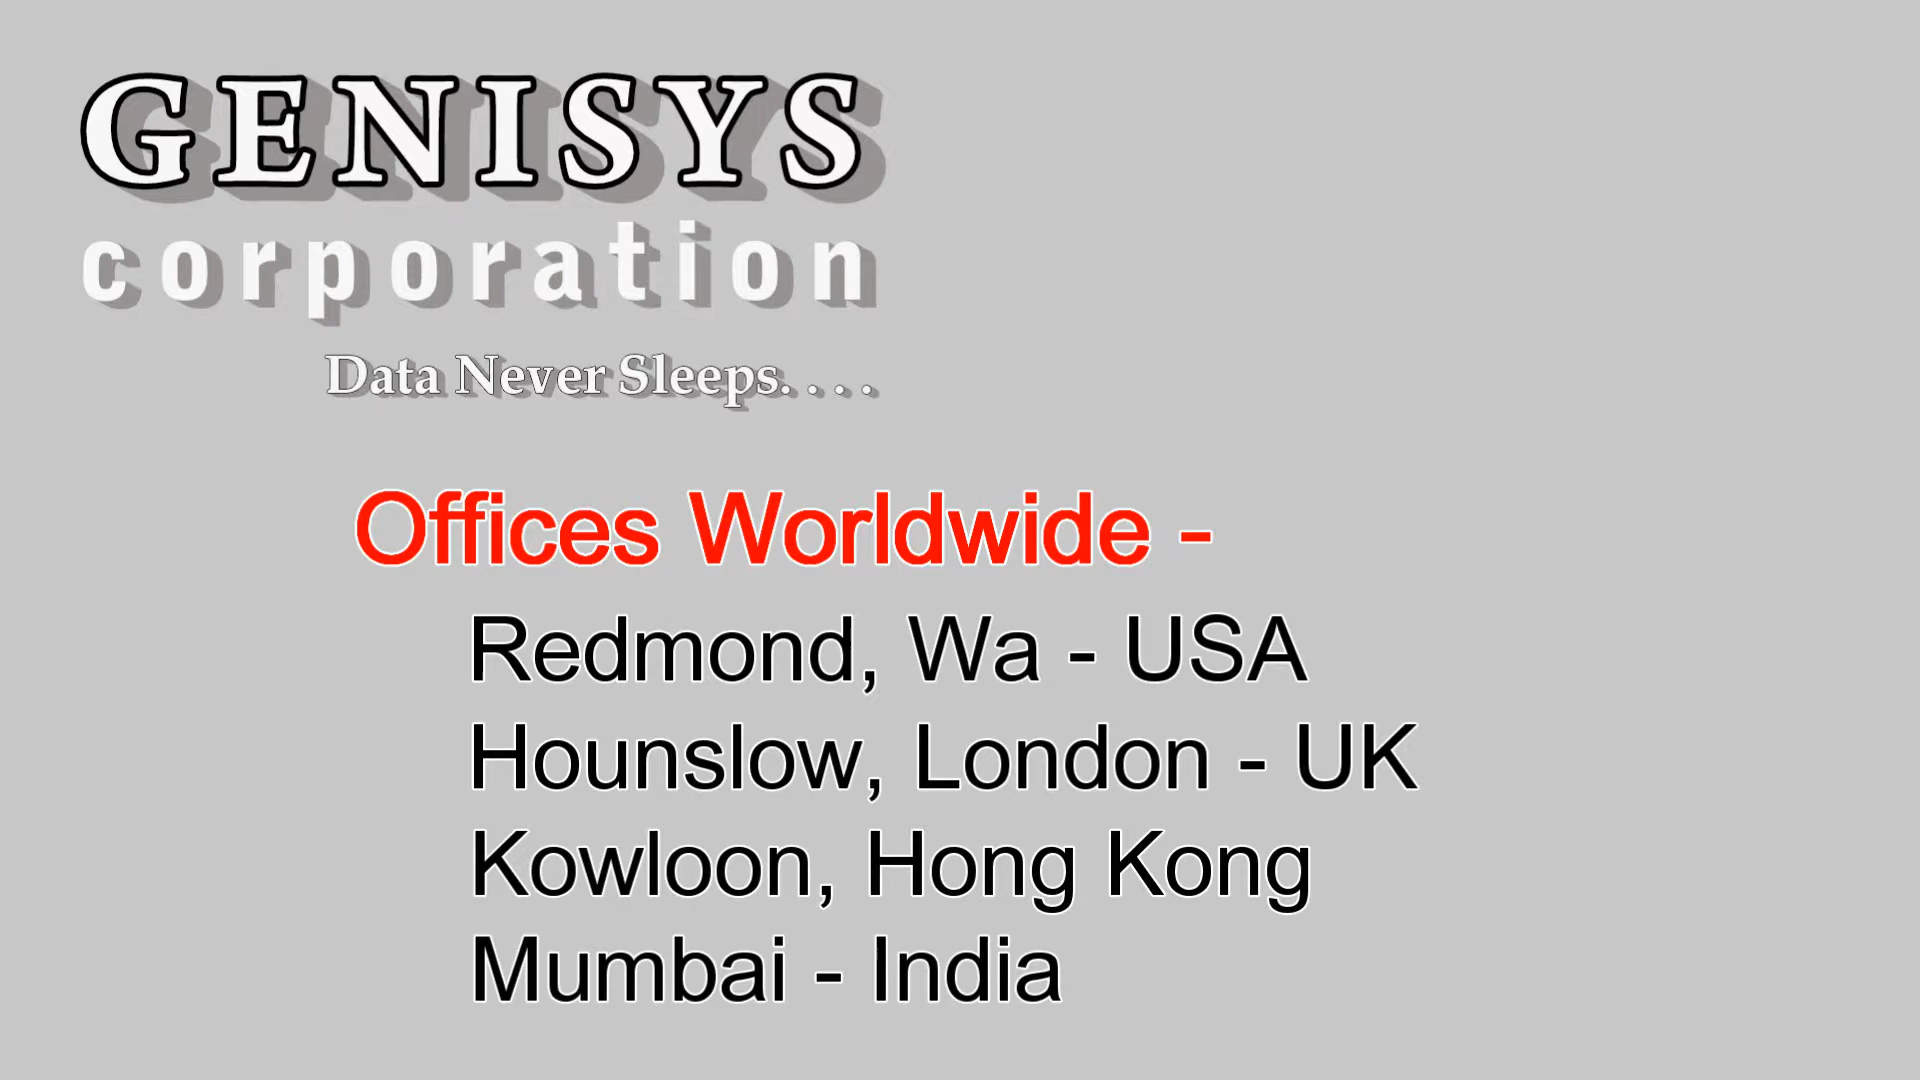 GENISYS
corporation
Data Never Sleeps. . . .
Offices Worldwide -
Redmond, Wa - USA
Hounslow, London - UK
Kowloon, Hong Kong
Mumbai - India